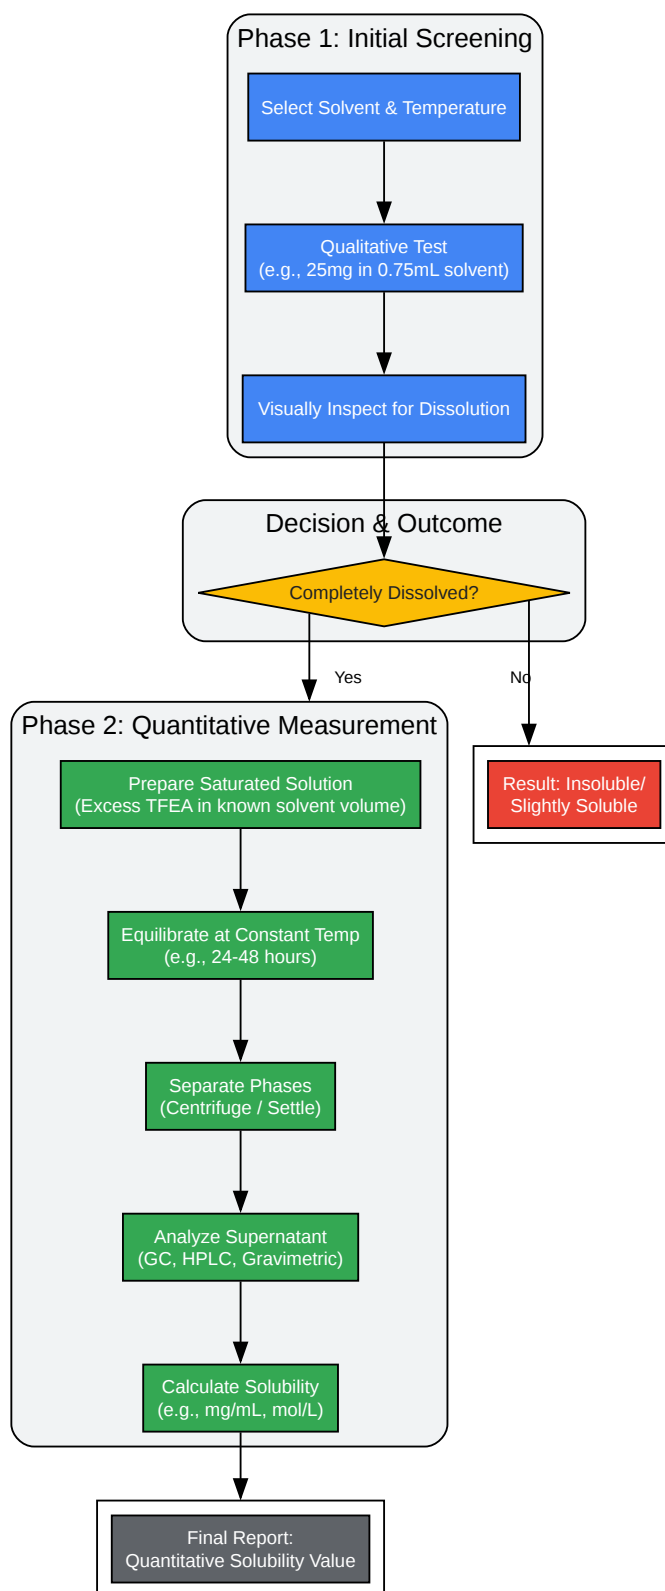 Phase 1: Initial Screening
Select Solvent & Temperature
Qualitative Test
(e.g., 25mg in 0.75mL solvent)
Visually Inspect for Dissolution
Decision & Outcome
Completely Dissolved?
Yes
No
Phase 2: Quantitative Measurement
Prepare Saturated Solution
(Excess TFEA in known solvent volume)
Result: Insoluble/
Slightly Soluble
Equilibrate at Constant Temp
(e.g., 24-48 hours)
Separate Phases
(Centrifuge / Settle)
Analyze Supernatant
(GC, HPLC, Gravimetric)
Calculate Solubility
(e.g., mg/mL, mol/L)
Final Report:
Quantitative Solubility Value